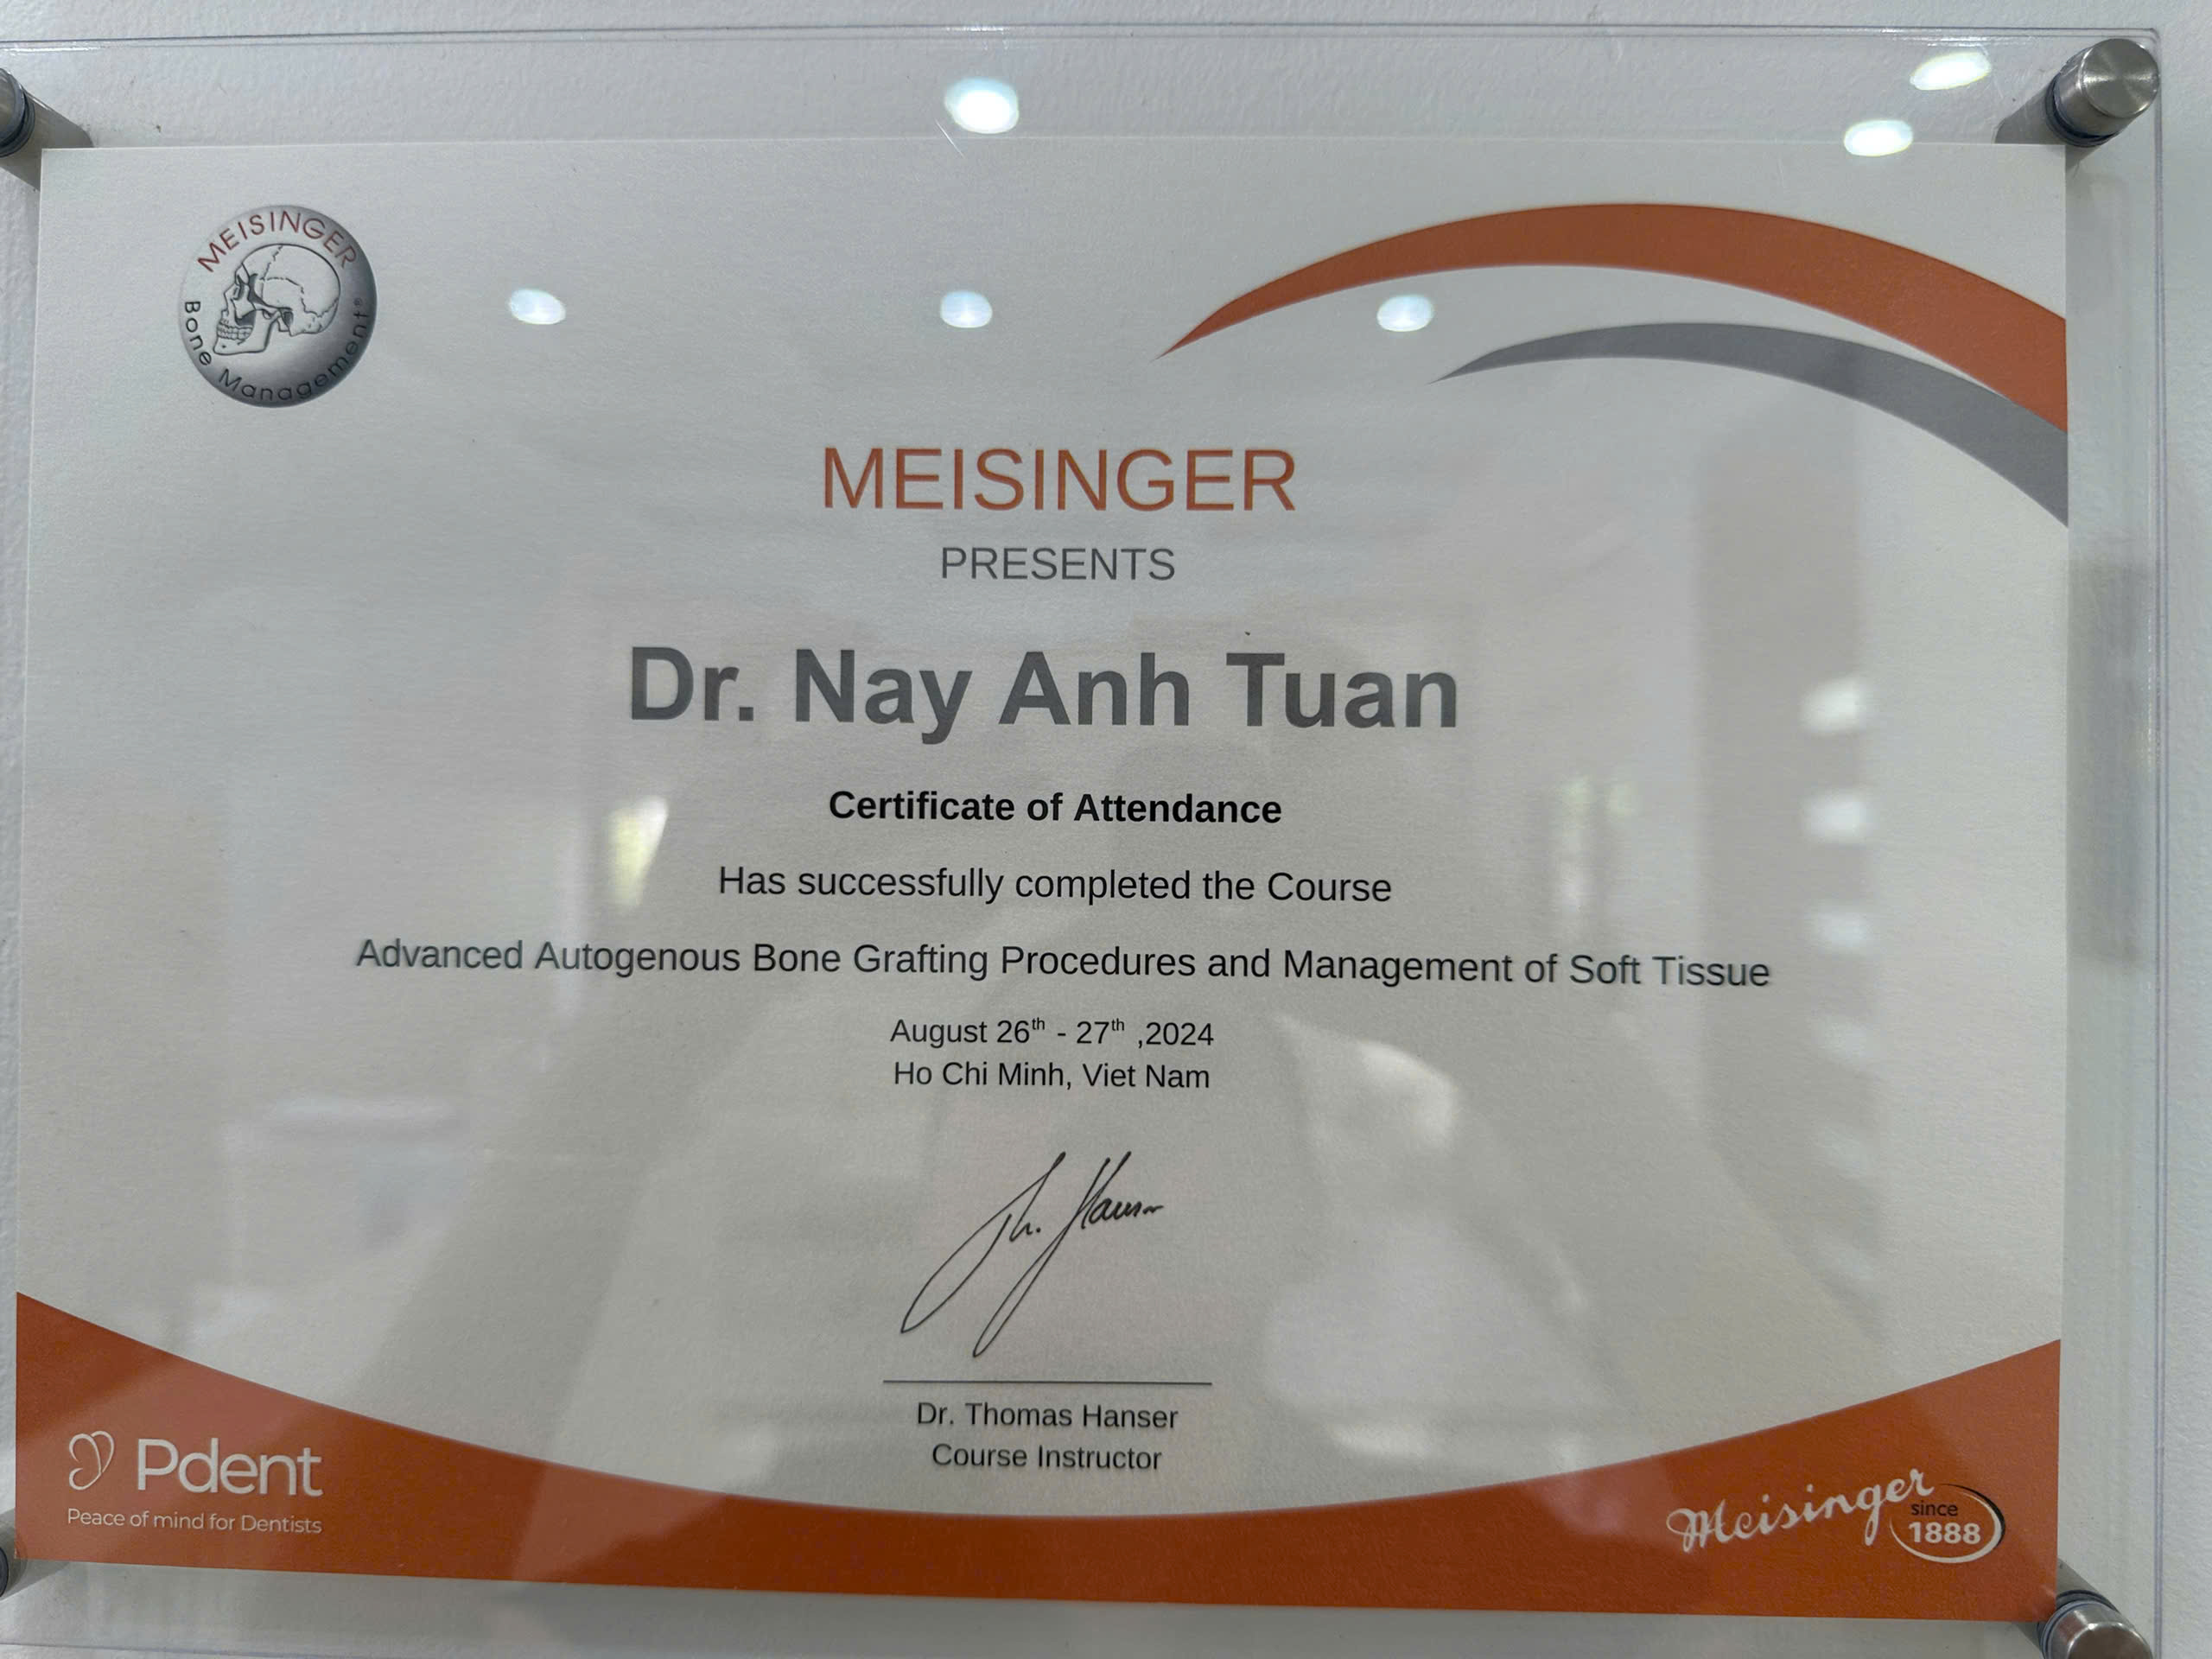 MEISINGER
Bone Management®
MEISINGER
PRESENTS
Dr. Nay Anh Tuan
Certificate of Attendance
Has successfully completed the Course
Advanced Autogenous Bone Grafting Procedures and Management of Soft Tissue
August 26th - 27th ,2024
Ho Chi Minh, Viet Nam
Th. Hanser
Dr. Thomas Hanser
Course Instructor
Pdent
Peace of mind for Dentists
Meisinger
since
1888